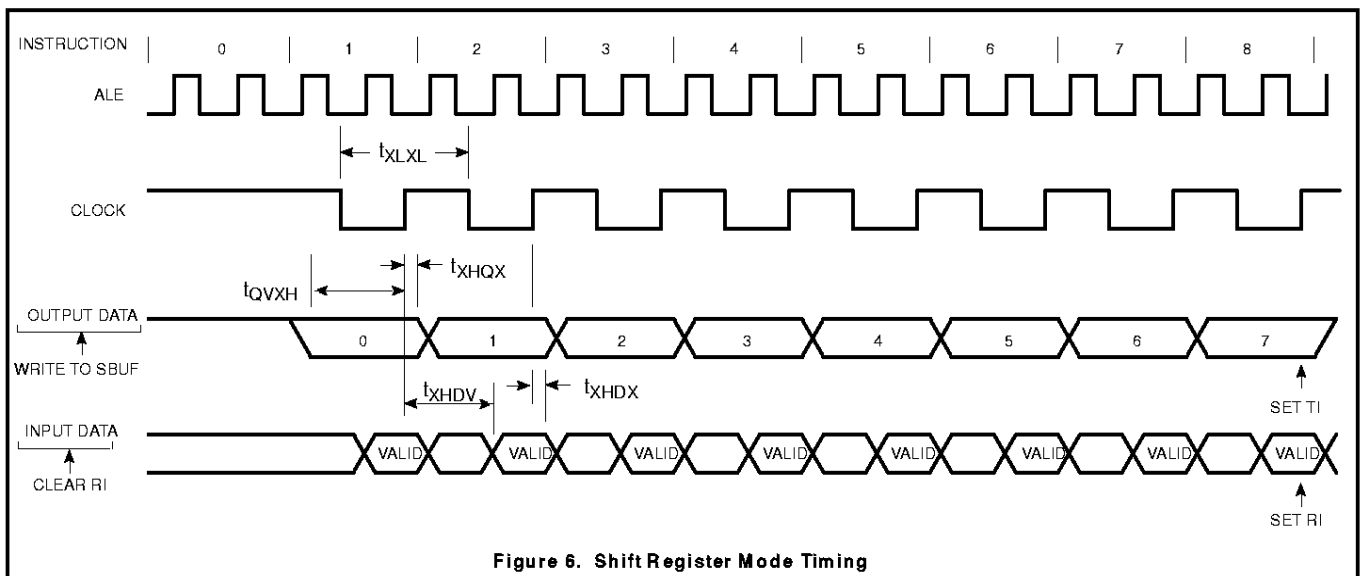 INSTRUCTION 0 1 2 3 4 5 6 7 8
ALE
tXLXL
CLOCK
tXHQX
tQVXH
OUTPUT DATA
0 1 2 3 4 5 6 7
WRITE TO SBUF
tXHDV
tXHDX
SET TI
INPUT DATA
VALID VALID VALID VALID VALID VALID VALID VALID
CLEAR RI
SET RI
Figure 6. Shift Register Mode Timing